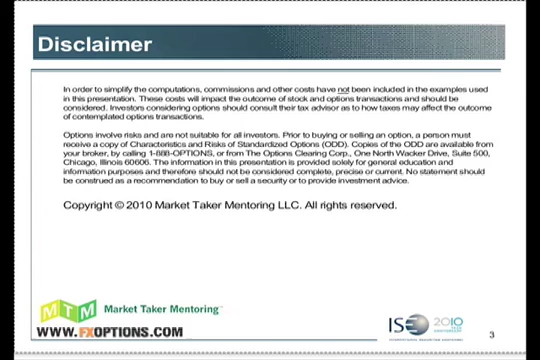 Disclaimer
In order to simplify the computations, commissions and other costs have not been included in the examples used
in this presentation. These costs will impact the outcome of stock and options transactions and should be
considered. Investors considering options should consult their tax advisor as to how taxes may affect the outcome
of contemplated options transactions.
Options involve risks and are not suitable for all investors. Prior to buying or selling an option, a person must
receive a copy of Characteristics and Risks of Standardized Options (ODD). Copies of the ODD are available from
your broker, by calling 1-888-OPTIONS, or from The Options Clearing Corp., One North Wacker Drive, Suite 500,
Chicago, Illinois 60606. The information in this presentation is provided solely for general education and
information purposes and therefore should not be considered complete, precise or current. No statement should
be construed as a recommendation to buy or sell a security or to provide investment advice.
Copyright © 2010 Market Taker Mentoring LLC. All rights reserved.
MTM Market Taker Mentoring
WWW.FXOPTIONS.COM
ISE 2010
3